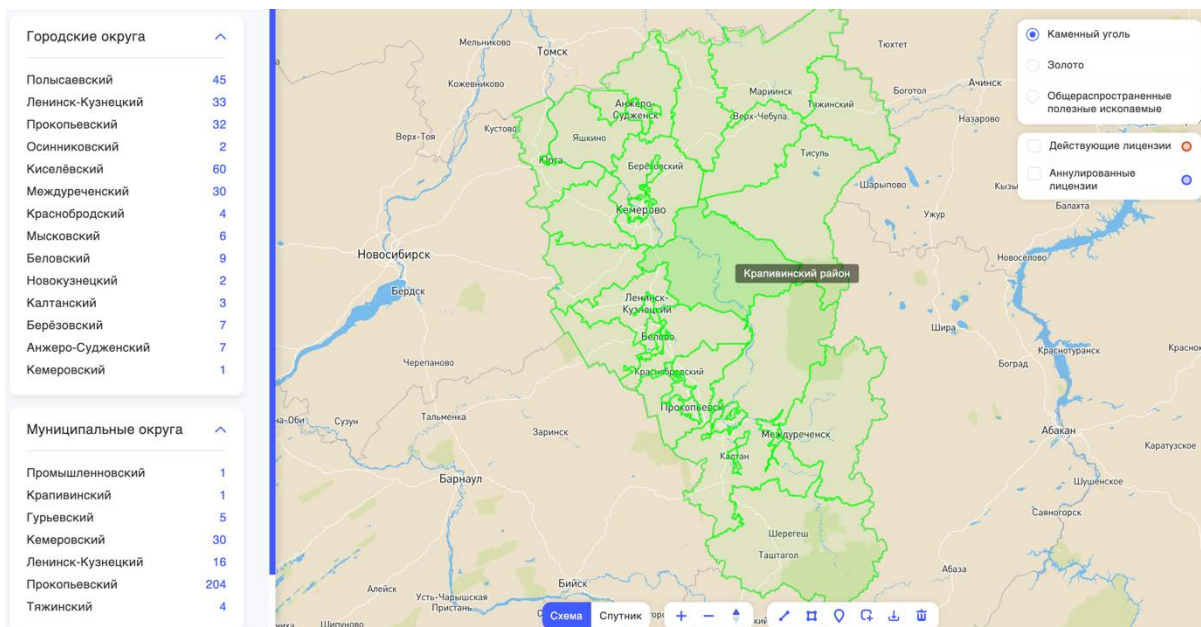 Городские округа
Полысаевский 45
Ленинск-Кузнецкий 33
Прокопьевский 32
Осинниковский 2
Киселёвский 60
Междуреченский 30
Краснобродский 4
Мысковский 6
Беловский 9
Новокузнецкий 2
Калтанский 3
Берёзовский 7
Анжеро-Судженский 7
Кемеровский 1
Муниципальные округа
Промышленновский 1
Крапивинский 1
Гурьевский 5
Кемеровский 30
Ленинск-Кузнецкий 16
Прокопьевский 204
Тяжинский 4
Мельниково
Томск
Кожевниково
Тюхтет
Боготол
Ачинск
Назарово
Мариинск
Тяжинский
Анжеро-
Судженск
Верх-Чебула
Верх-Тоя
Кустово
Яшкино
Юрга
Берёзовский
Тисуль
Шарыпово
Ужур
Балахта
Кемерово
Новосибирск
Новосёлово
Бердск
Крапивинский район
Ленинск-
Кузнецкий
Белово
Шира
Краснотуранск
Черепаново
Краснобродский
Боград
Прокопьевск
Сузун
Тальменка
Заринск
Междуреченск
Абакан
Каратузское
Калтан
Барнаул
Шушенское
Саяногорск
Шерегеш
Таштагол
Абаза
Алейск
Усть-Чарышская
Пристань
Бийск
Шипуново
Каменный уголь
Золото
Общераспространенные
полезные ископаемые
Действующие лицензии
Аннулированные
лицензии
Схема
Спутник